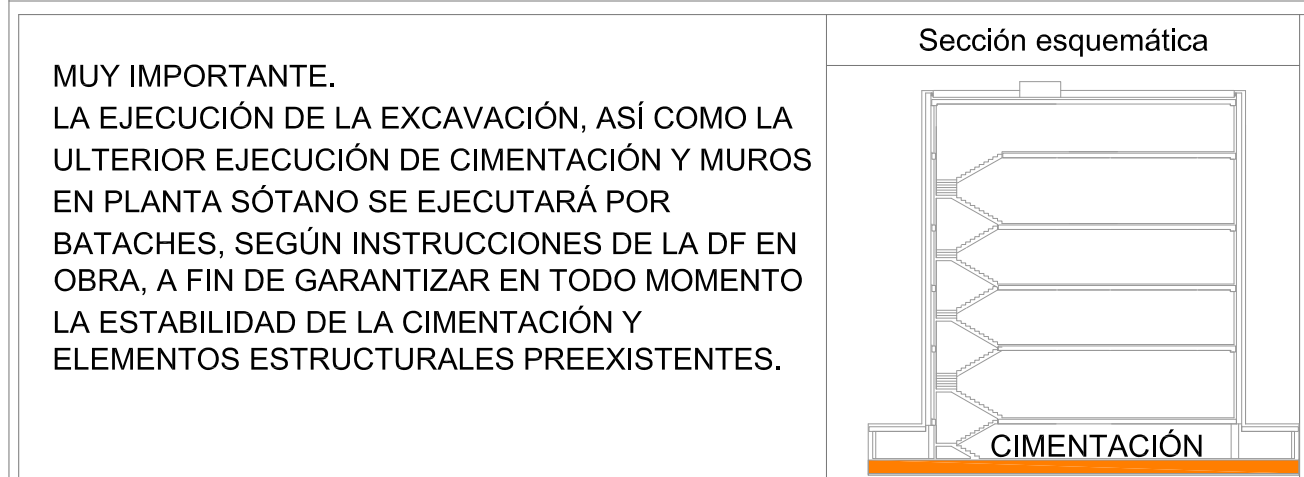 MUY IMPORTANTE.
LA EJECUCIÓN DE LA EXCAVACIÓN, ASÍ COMO LA
ULTERIOR EJECUCIÓN DE CIMENTACIÓN Y MUROS
EN PLANTA SÓTANO SE EJECUTARÁ POR
BATACHES, SEGÚN INSTRUCCIONES DE LA DF EN
OBRA, A FIN DE GARANTIZAR EN TODO MOMENTO
LA ESTABILIDAD DE LA CIMENTACIÓN Y
ELEMENTOS ESTRUCTURALES PREEXISTENTES.
Sección esquemática
CIMENTACIÓN